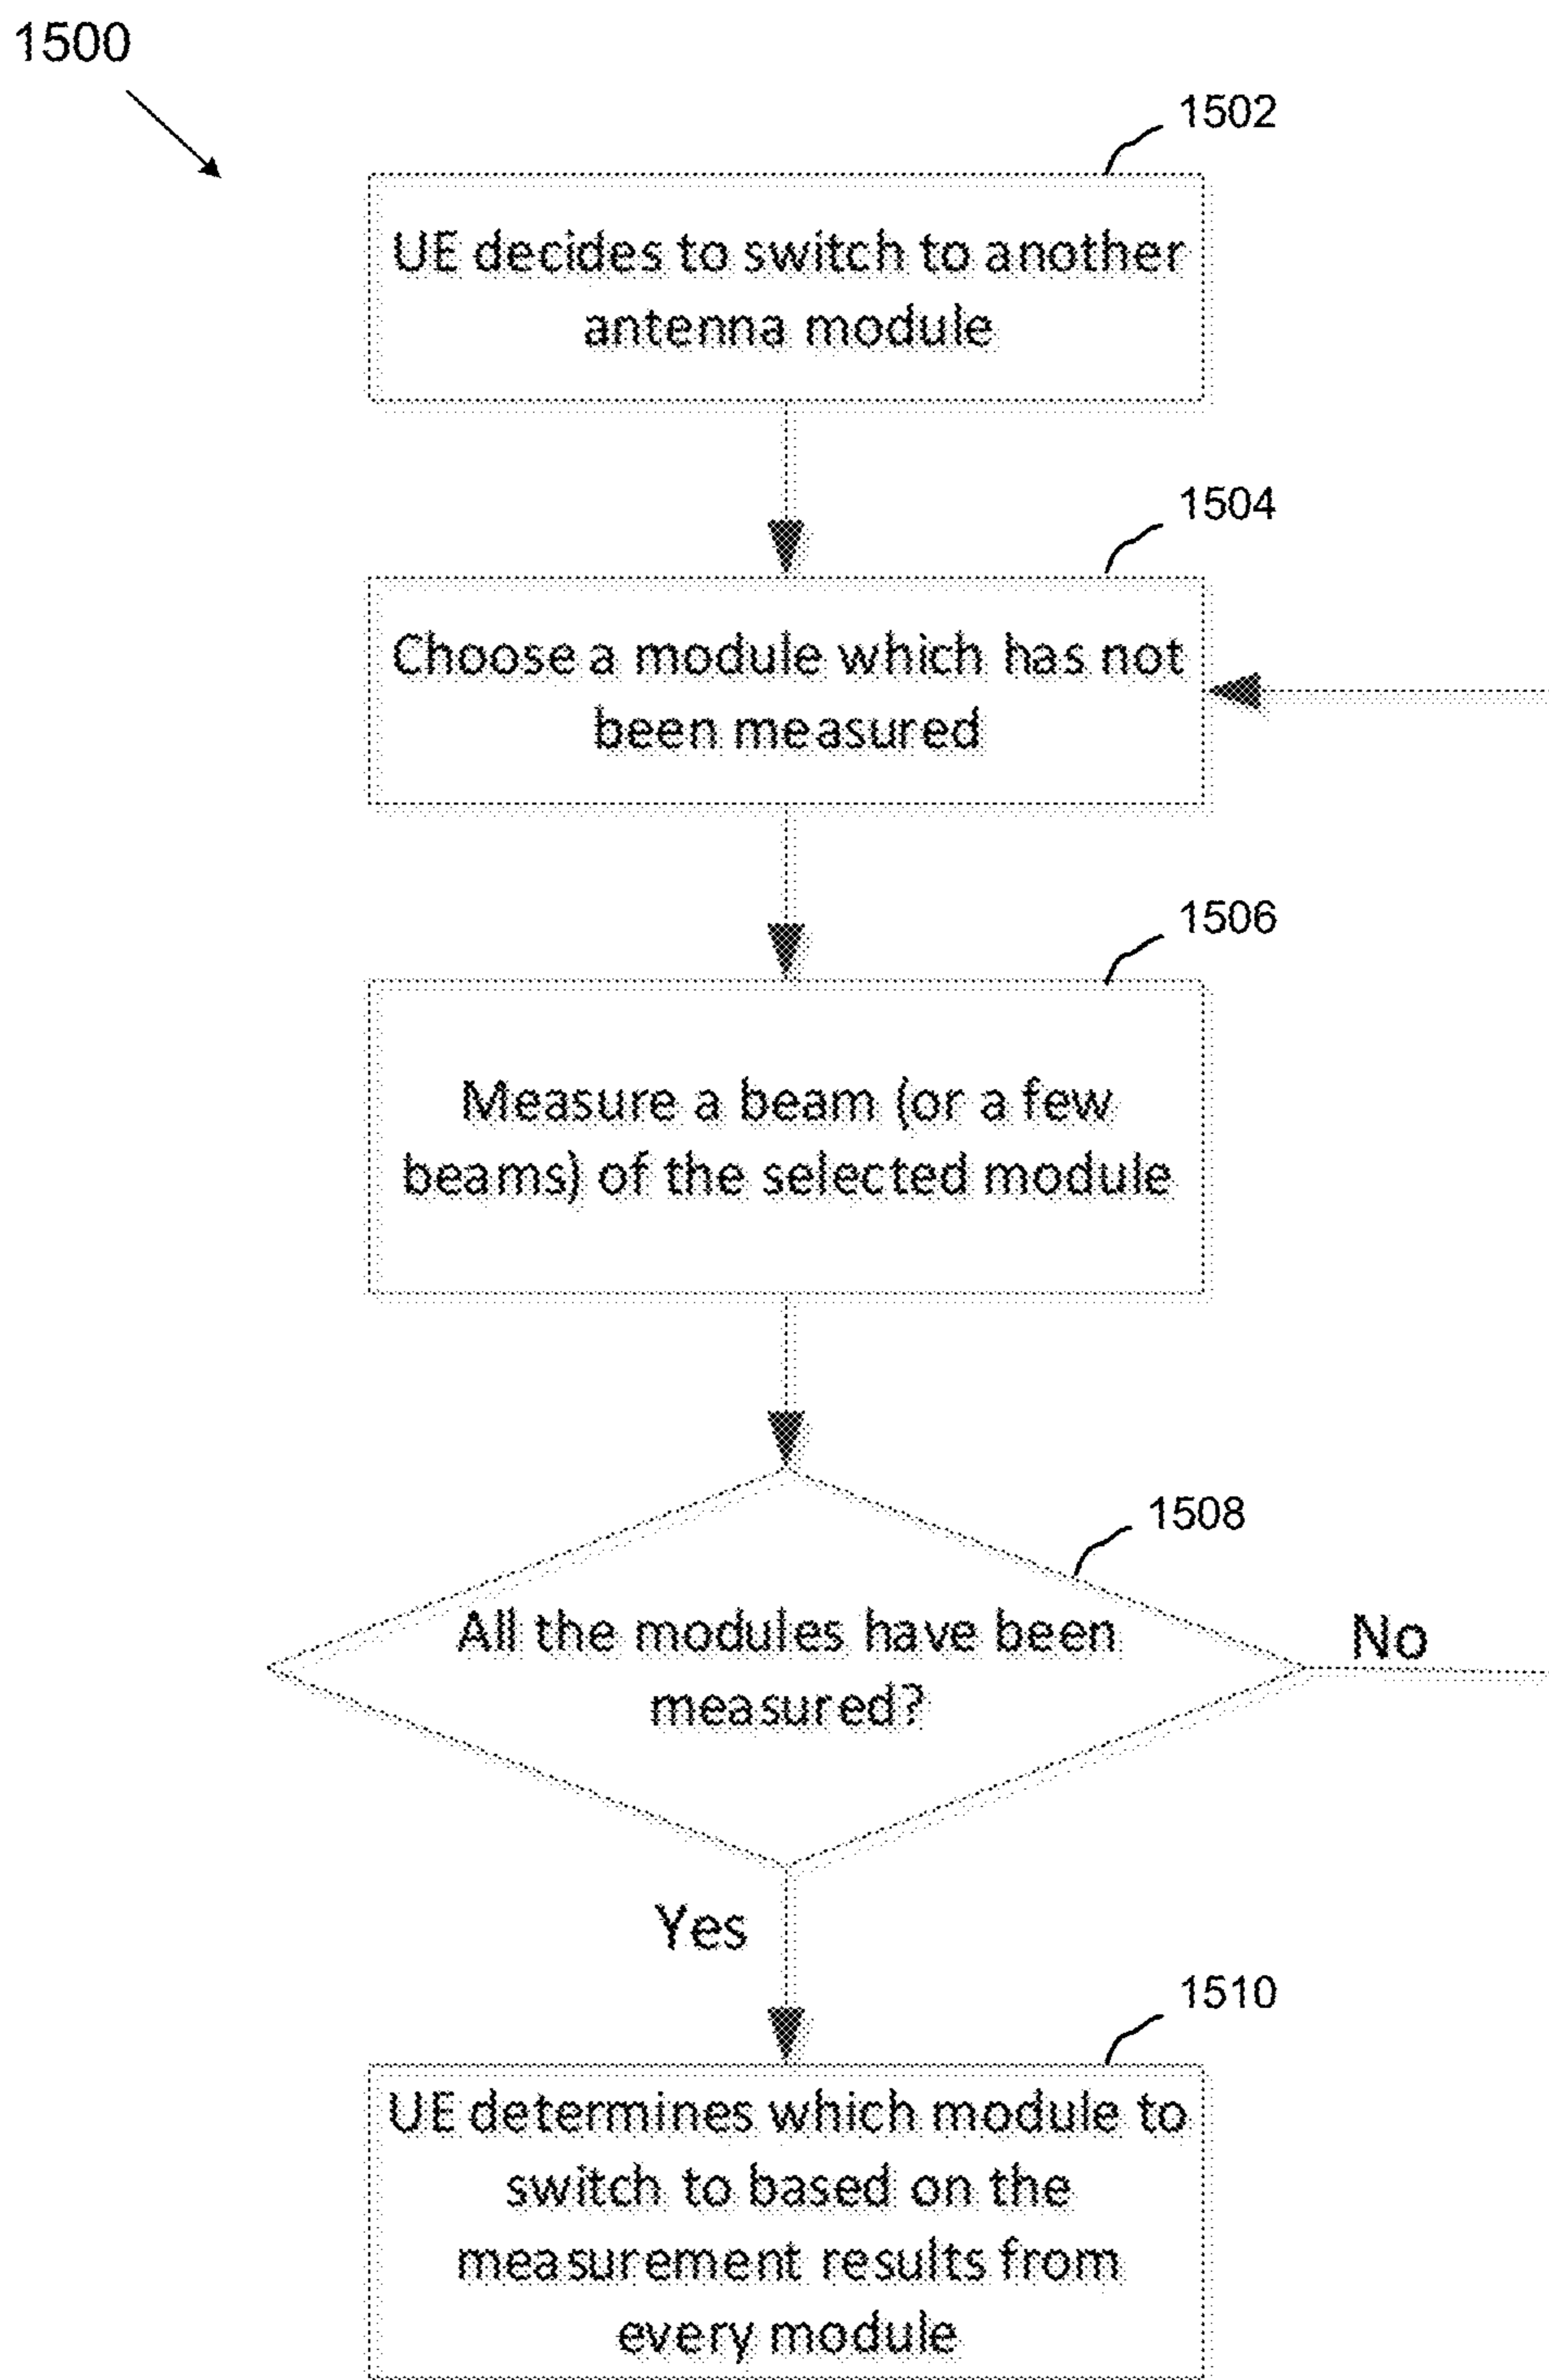 1500
1502
UE decides to switch to another
antenna module
1504
Choose a module which has not
been measured
1506
Measure a beam (or a few
beams) of the selected module
1508
All the modules have been
measured?
No
Yes
1510
UE determines which module to
switch to based on the
measurement results from
every module